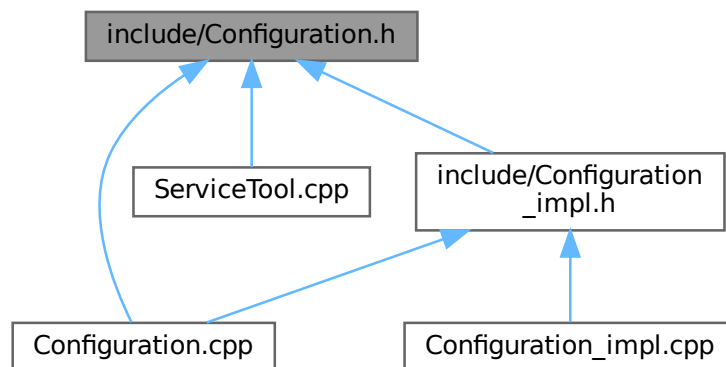 include/Configuration.h
ServiceTool.cpp
include/Configuration
_impl.h
Configuration.cpp
Configuration_impl.cpp